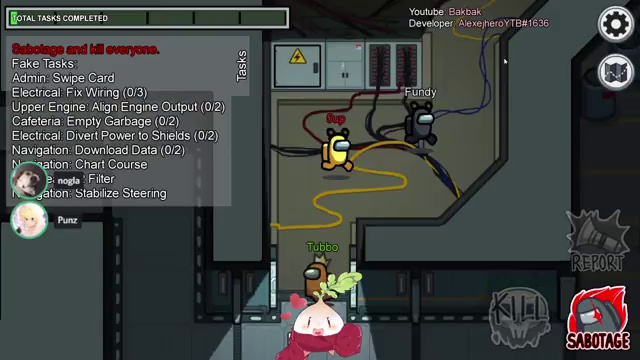 TOTAL TASKS COMPLETED
Youtube: Bakbak
Developer: AlexejheroYTB#1636
Sabotage and kill everyone.
Fake Tasks:
Admin: Swipe Card
Electrical: Fix Wiring (0/3)
Upper Engine: Align Engine Output (0/2)
Cafeteria: Empty Garbage (0/2)
Electrical: Divert Power to Shields (0/2)
Navigation: Download Data (0/2)
Navigation: Chart Course
Filter
Stabilize Steering
Tasks
Fundy
Sup
nogla
Punz
Tubbo
REPORT
KILL
SABOTAGE